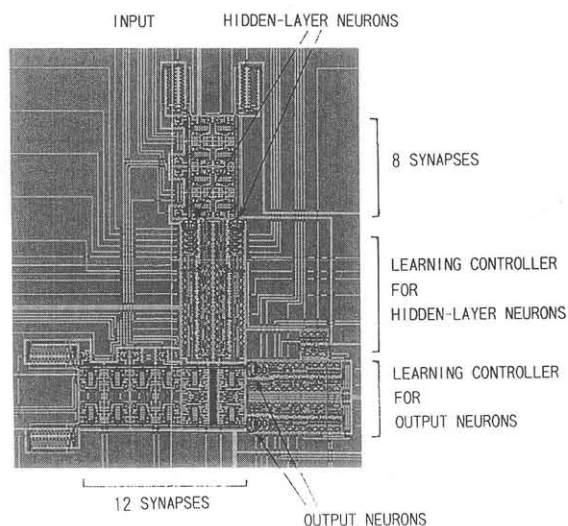 INPUT
HIDDEN-LAYER NEURONS
8 SYNAPSES
LEARNING CONTROLLER
FOR
HIDDEN-LAYER NEURONS
LEARNING CONTROLLER
FOR
OUTPUT NEURONS
12 SYNAPSES
OUTPUT NEURONS